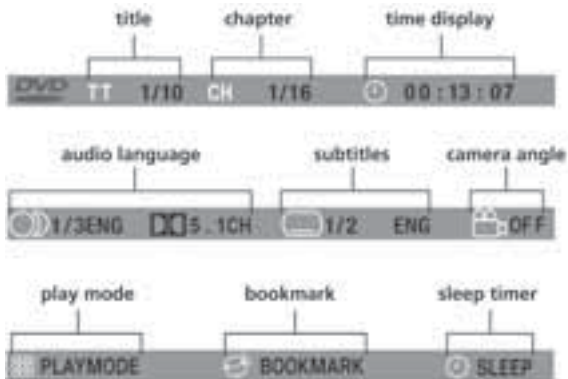 title chapter time display
DVD TT 1/10 CH 1/16 00:13:07
audio language subtitles camera angle
1/3ENG 5.1CH 1/2 ENG :OFF
play mode bookmark sleep timer
PLAYMODE BOOKMARK SLEEP